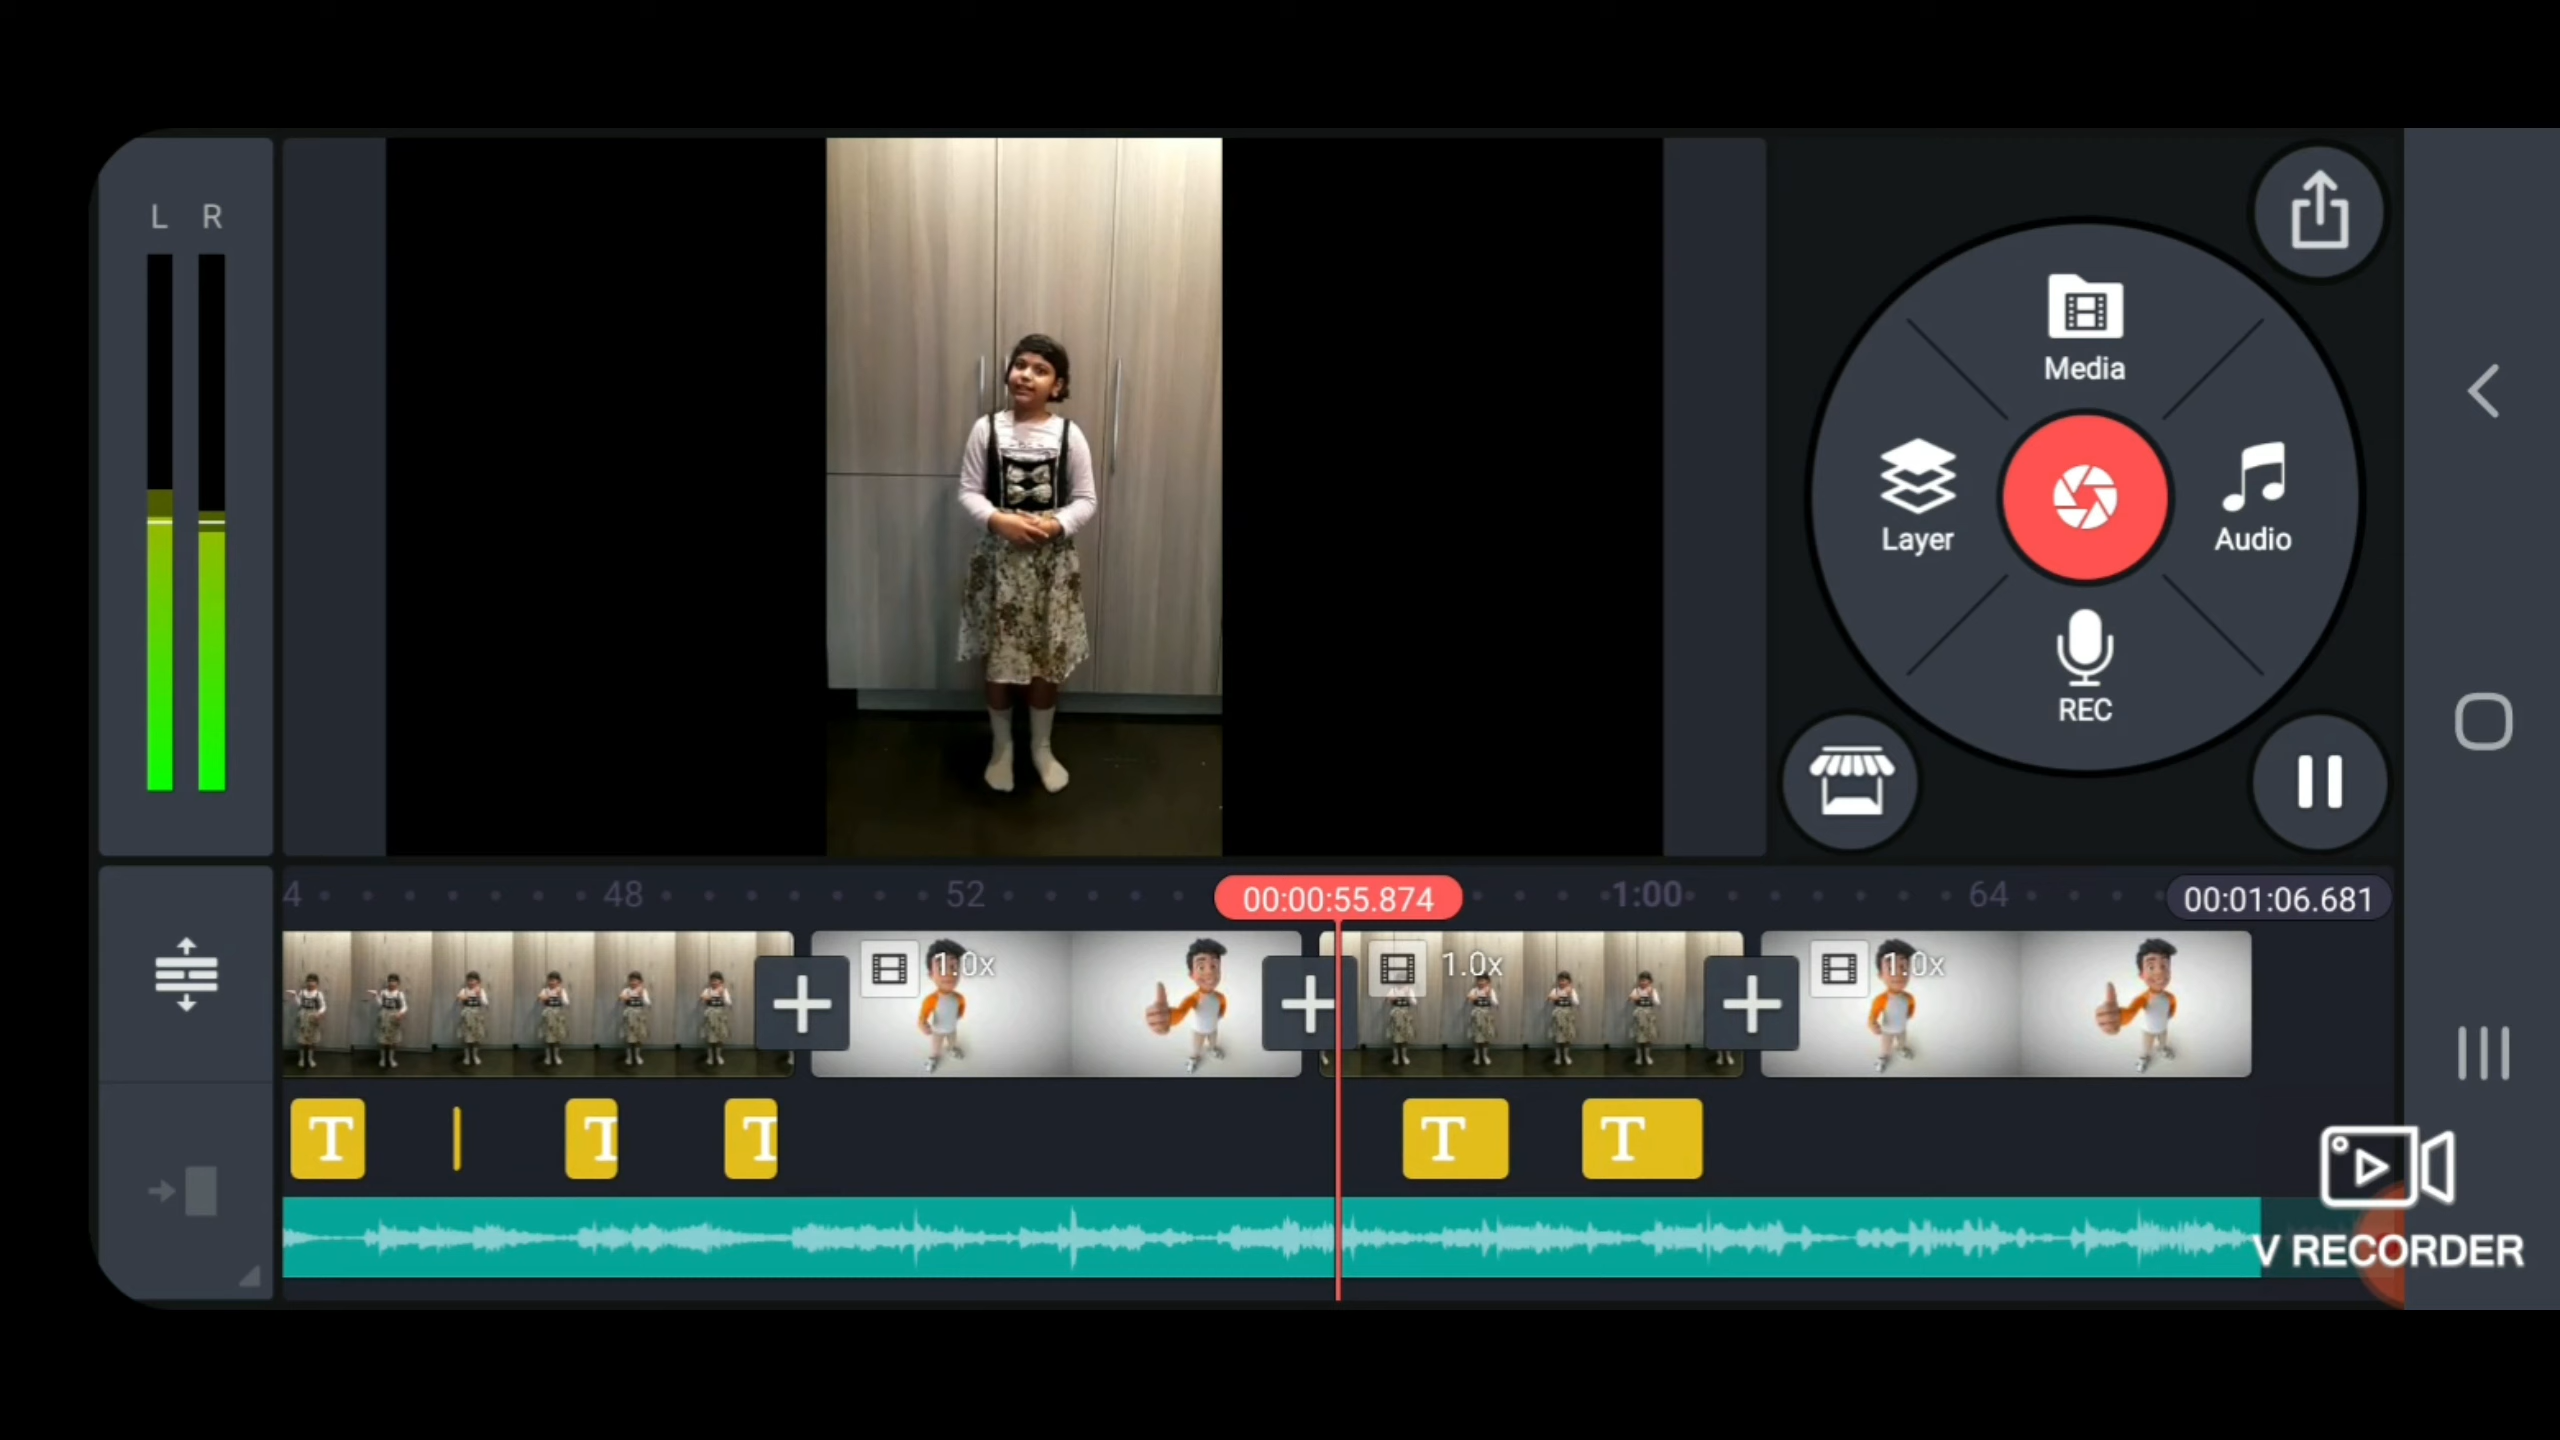 L R
Media
Layer
Audio
REC
4 48 52 00:00:55.874 1:00 64 00:01:06.681
1.0x 1.0x 1.0x
T T T T T
V RECORDER